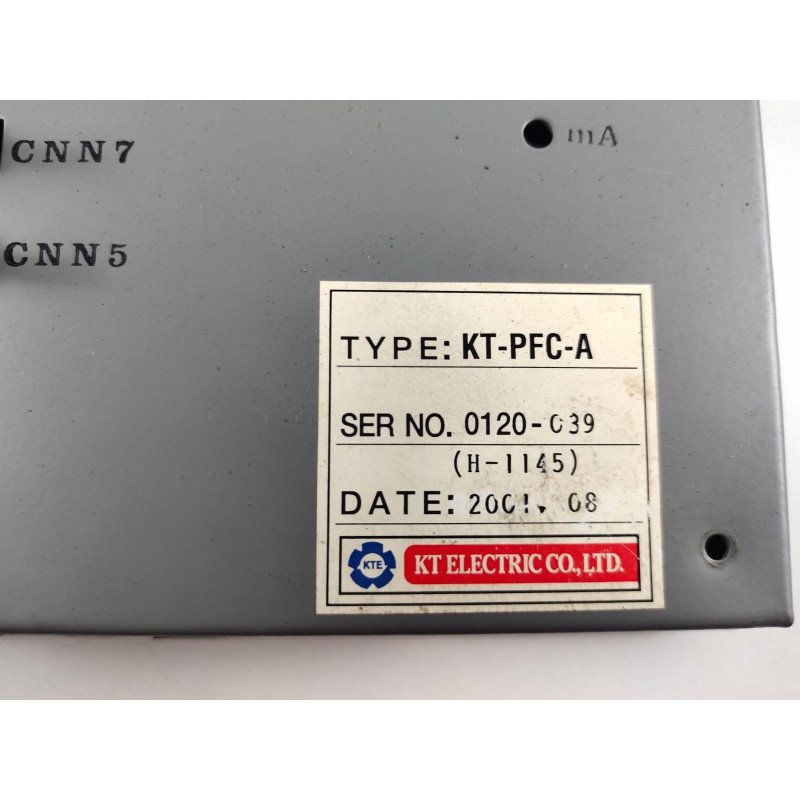 CNN7
mA
CNN5
TYPE: KT-PFC-A
SER NO. 0120-039
(H-1145)
DATE: 2001. 08
KTE KT ELECTRIC CO., LTD.